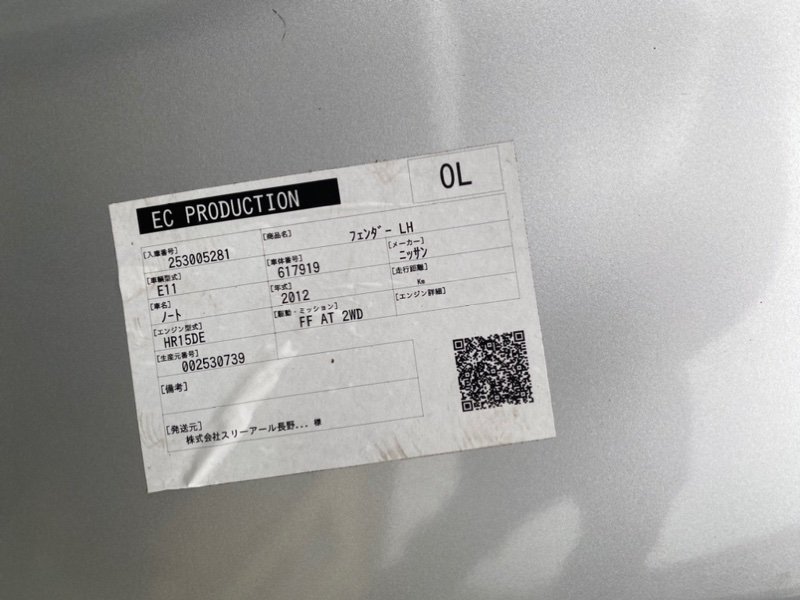 EC PRODUCTION
OL
[入庫番号]
253005281
[商品名]
フェンダー LH
[車輌型式]
E11
[車体番号]
617919
[メーカー]
ニッサン
[車名]
ノート
[年式]
2012
[走行距離]
Km
[エンジン型式]
HR15DE
[駆動・ミッション]
FF AT 2WD
[エンジン詳細]
[生産元番号]
002530739
[備考]
[発送元]
株式会社スリーアール長野... 様